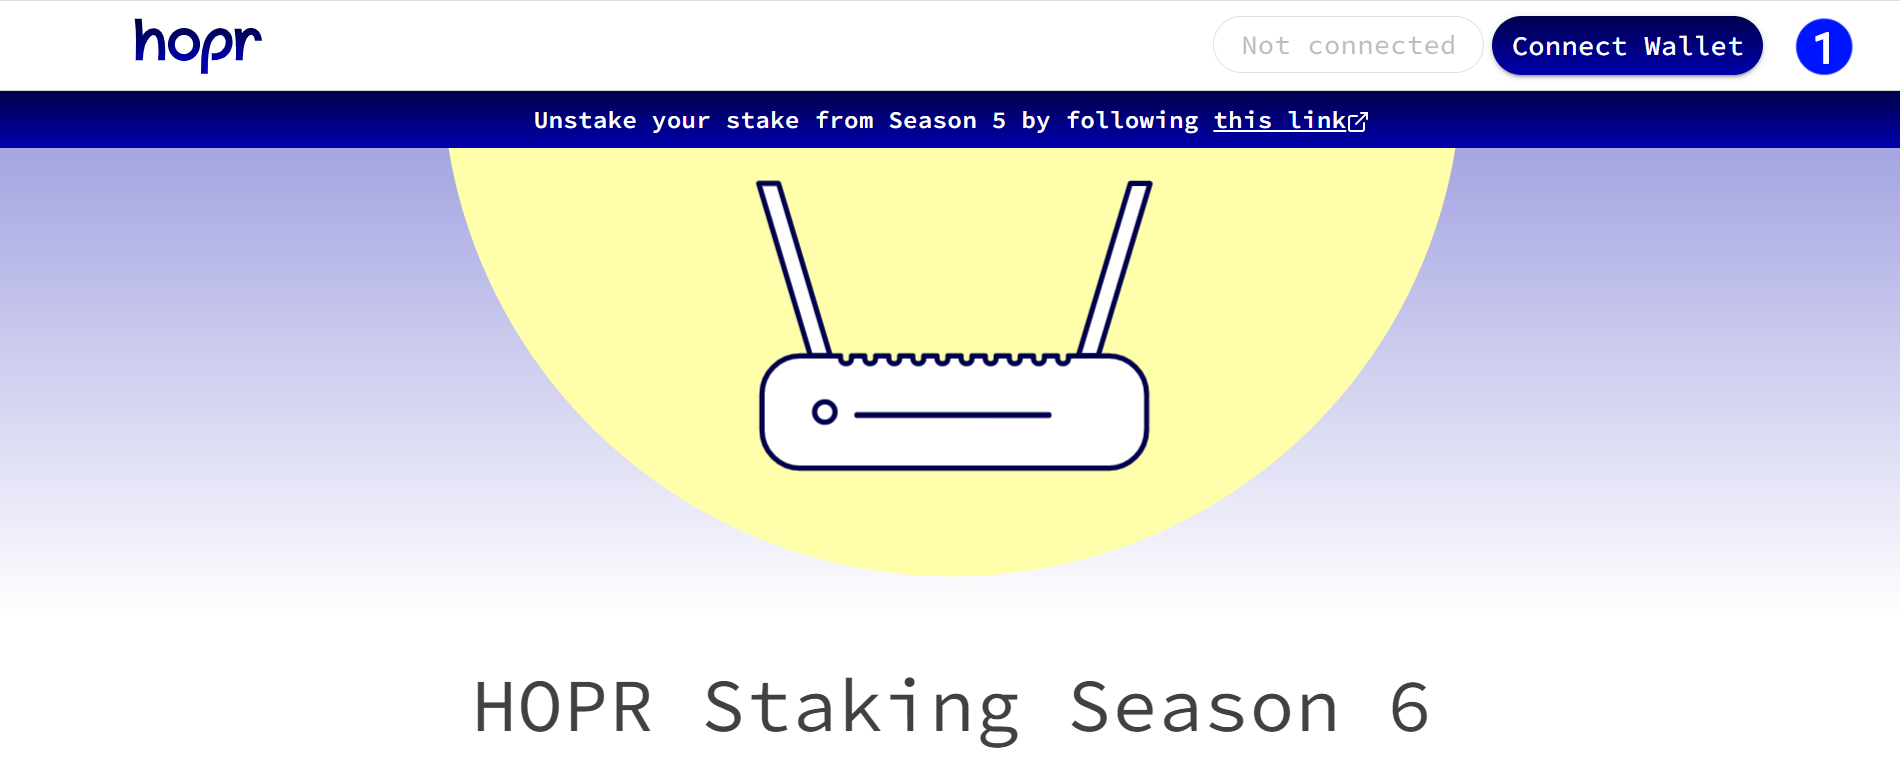 hopr
Not connected
Connect Wallet
1
Unstake your stake from Season 5 by following this link
HOPR Staking Season 6